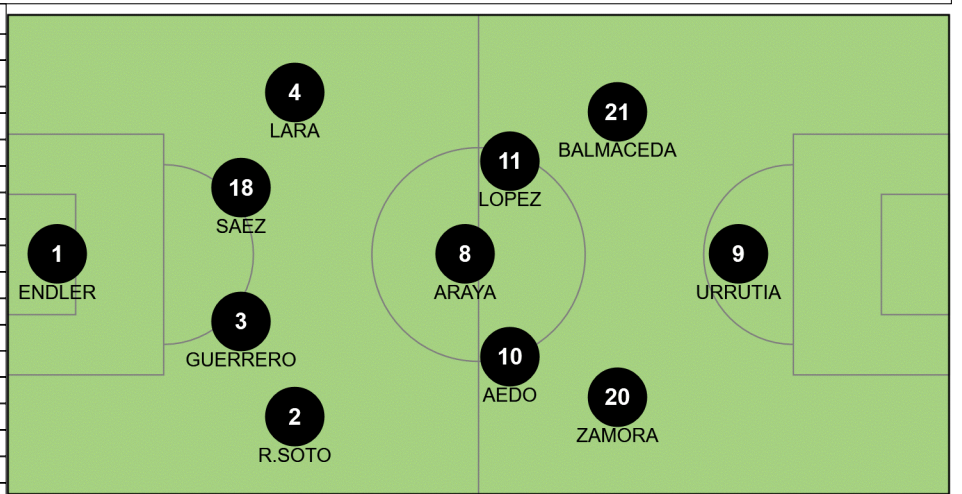 4
LARA
21
BALMACEDA
11
LOPEZ
18
SAEZ
1
ENDLER
8
ARAYA
9
URRUTIA
3
GUERRERO
10
AEDO
20
ZAMORA
2
R.SOTO